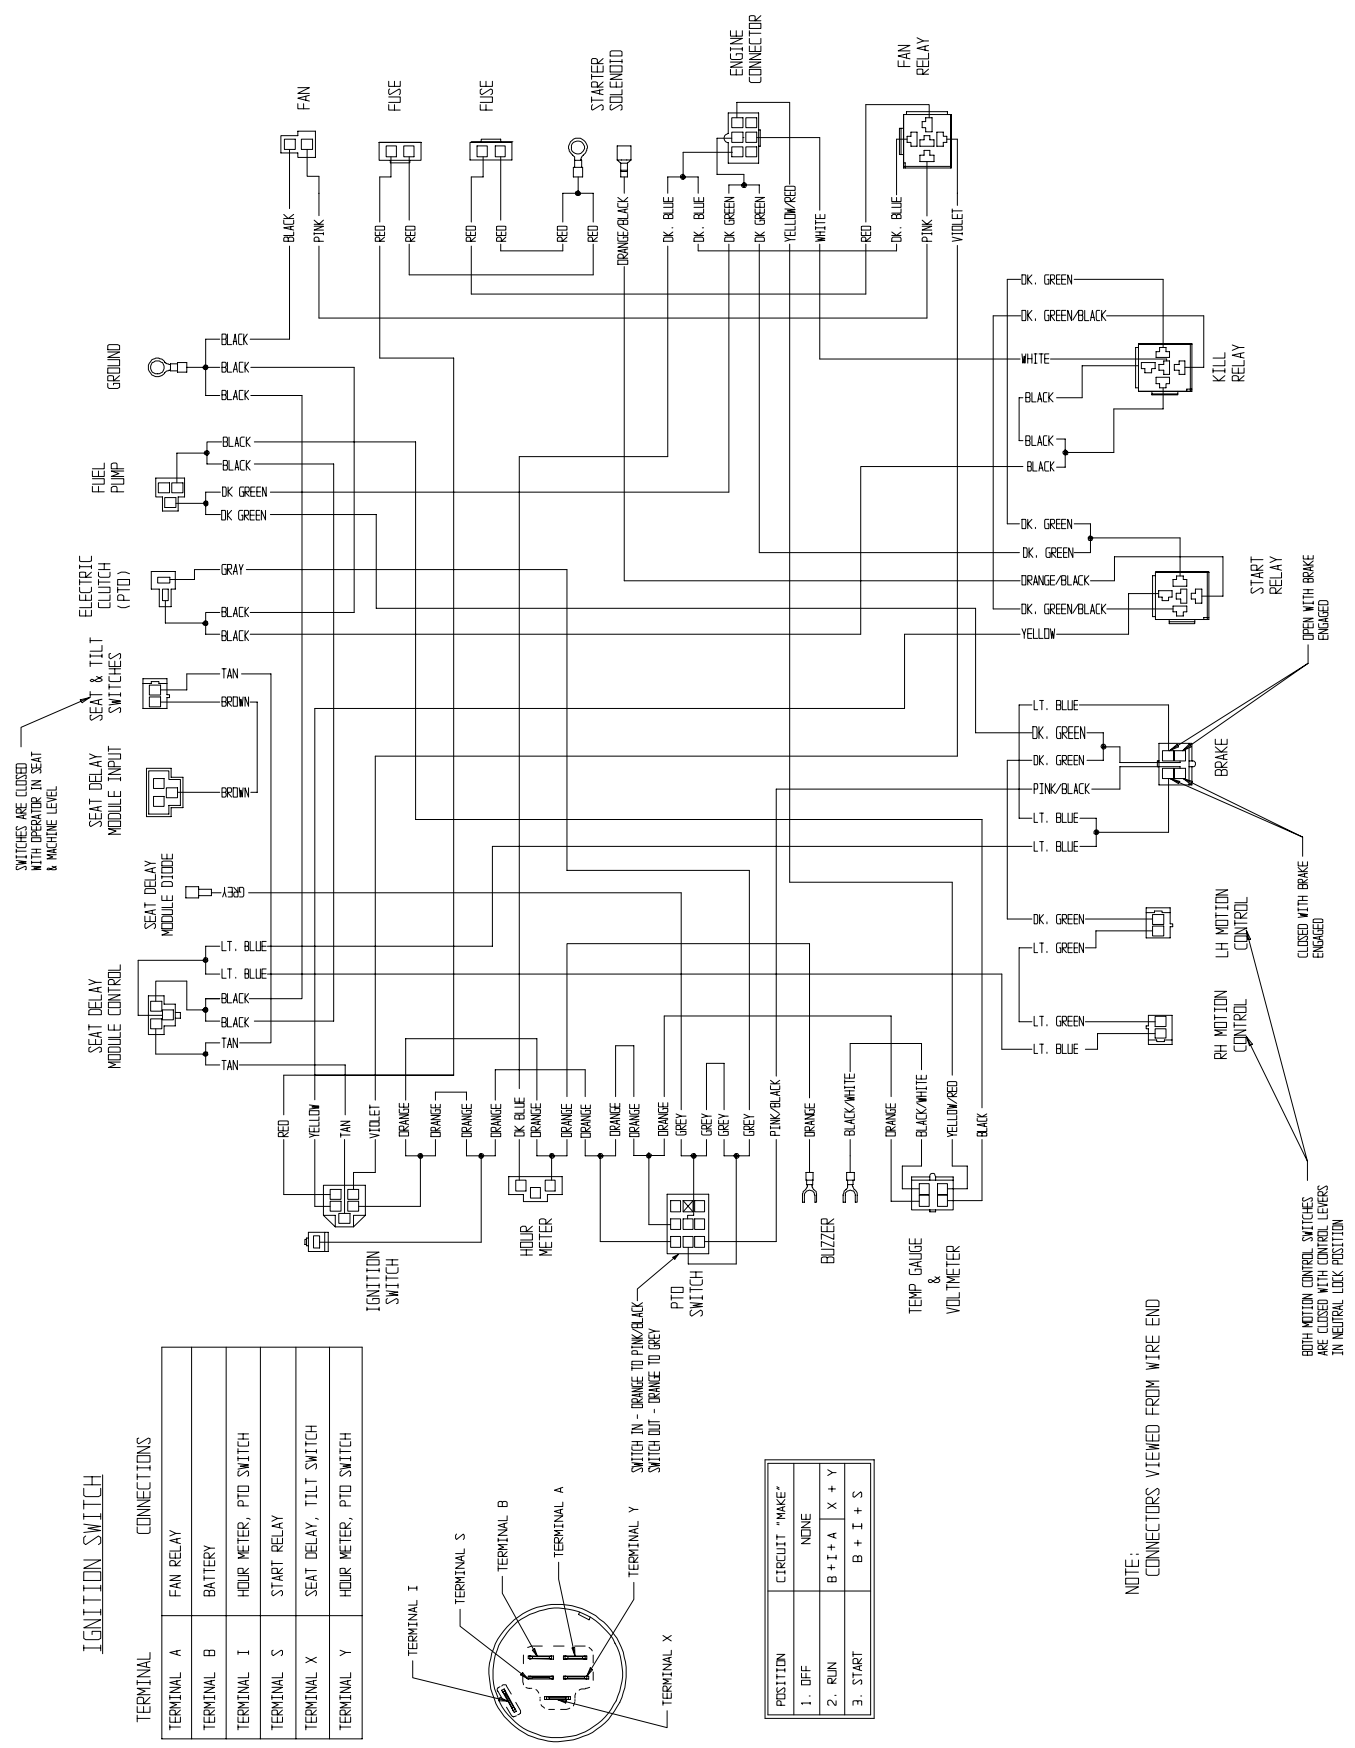 FAN
FUSE
FUSE
STARTER
SOLENOID
ENGINE
CONNECTOR
FAN
RELAY
BLACK
PINK
RED
RED
RED
RED
RED
RED
ORANGE/BLACK
DK. BLUE
DK. BLUE
DK GREEN
DK GREEN
YELLOW/RED
WHITE
RED
DK. BLUE
PINK
VIOLET
GROUND
BLACK
BLACK
BLACK
FUEL
PUMP
BLACK
BLACK
DK GREEN
DK GREEN
ELECTRIC
CLUTCH
(PTO)
GRAY
BLACK
BLACK
SEAT & TILT
SWITCHES
TAN
BROWN
SWITCHES ARE CLOSED
WITH OPERATOR IN SEAT
& MACHINE LEVEL
SEAT DELAY
MODULE INPUT
BROWN
SEAT DELAY
MODULE DIODE
GREY
SEAT DELAY
MODULE CONTROL
LT. BLUE
LT. BLUE
BLACK
BLACK
TAN
TAN
DK. GREEN
DK. GREEN/BLACK
WHITE
BLACK
BLACK
BLACK
KILL
RELAY
DK. GREEN
DK. GREEN
ORANGE/BLACK
DK. GREEN/BLACK
YELLOW
START
RELAY
OPEN WITH BRAKE
ENGAGED
LT. BLUE
DK. GREEN
DK. GREEN
PINK/BLACK
LT. BLUE
LT. BLUE
BRAKE
CLOSED WITH BRAKE
ENGAGED
DK. GREEN
LT. GREEN
LH MOTION
CONTROL
LT. GREEN
LT. BLUE
RH MOTION
CONTROL
BOTH MOTION CONTROL SWITCHES
ARE CLOSED WITH CONTROL LEVERS
IN NEUTRAL LOCK POSITION
RED
YELLOW
TAN
VIOLET
ORANGE
ORANGE
ORANGE
ORANGE
DK BLUE
ORANGE
ORANGE
ORANGE
ORANGE
ORANGE
ORANGE
GREY
GREY
GREY
GREY
PINK/BLACK
ORANGE
BLACK/WHITE
ORANGE
BLACK/WHITE
YELLOW/RED
BLACK
IGNITION
SWITCH
HOUR
METER
PTO
SWITCH
BUZZER
TEMP GAUGE
&
VOLTMETER
SWITCH IN - ORANGE TO PINK/BLACK
SWITCH OUT - ORANGE TO GREY
IGNITION SWITCH
TERMINAL CONNECTIONS
TERMINAL A FAN RELAY
TERMINAL B BATTERY
TERMINAL I HOUR METER, PTO SWITCH
TERMINAL S START RELAY
TERMINAL X SEAT DELAY, TILT SWITCH
TERMINAL Y HOUR METER, PTO SWITCH
TERMINAL I
TERMINAL S
TERMINAL B
TERMINAL A
TERMINAL Y
TERMINAL X
POSITION CIRCUIT "MAKE"
1. OFF NONE
2. RUN B+I+A X + Y
3. START B + I + S
NOTE:
CONNECTORS VIEWED FROM WIRE END